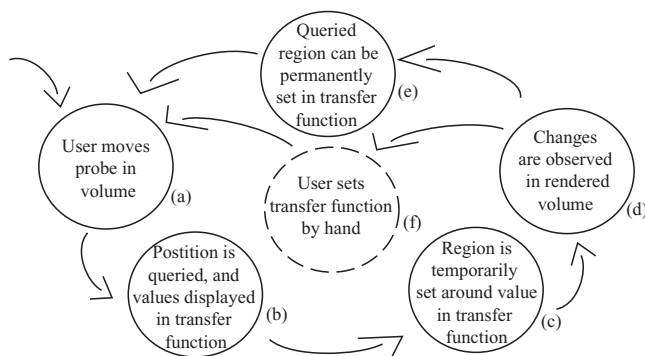 Queried
region can be
permanently
set in transfer
function
(e)
User moves
probe in
volume
(a)
Changes
are observed
in rendered
volume
(d)
User sets
transfer function
by hand
(f)
Postition is
queried, and
values displayed
in transfer
function
(b)
Region is
temporarily
set around value
in transfer
function
(c)